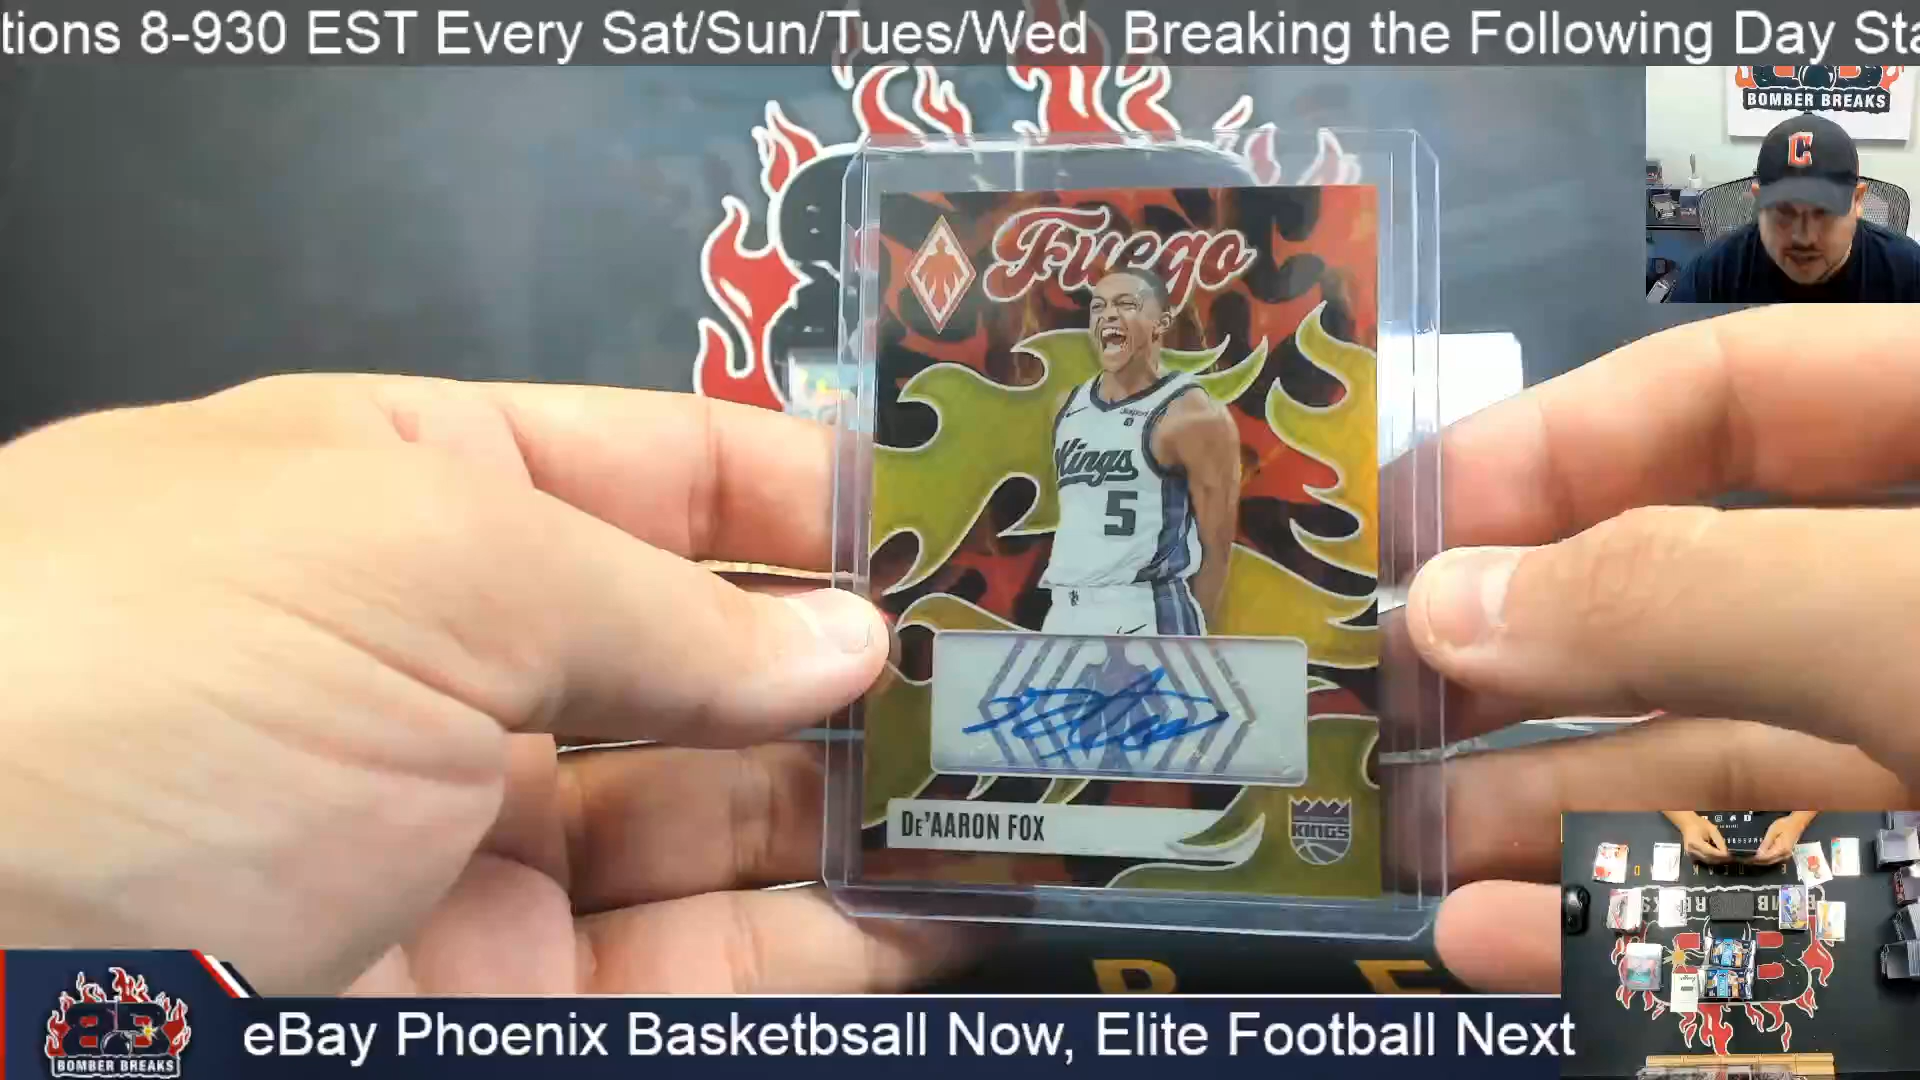 tions 8-930 EST Every Sat/Sun/Tues/Wed  Breaking the Following Day Sta
BOMBER BREAKS
C
Fuego
Kings
5
DE'AARON FOX
KINGS
eBay Phoenix Basketbsall Now, Elite Football Next
BOMBER BREAKS